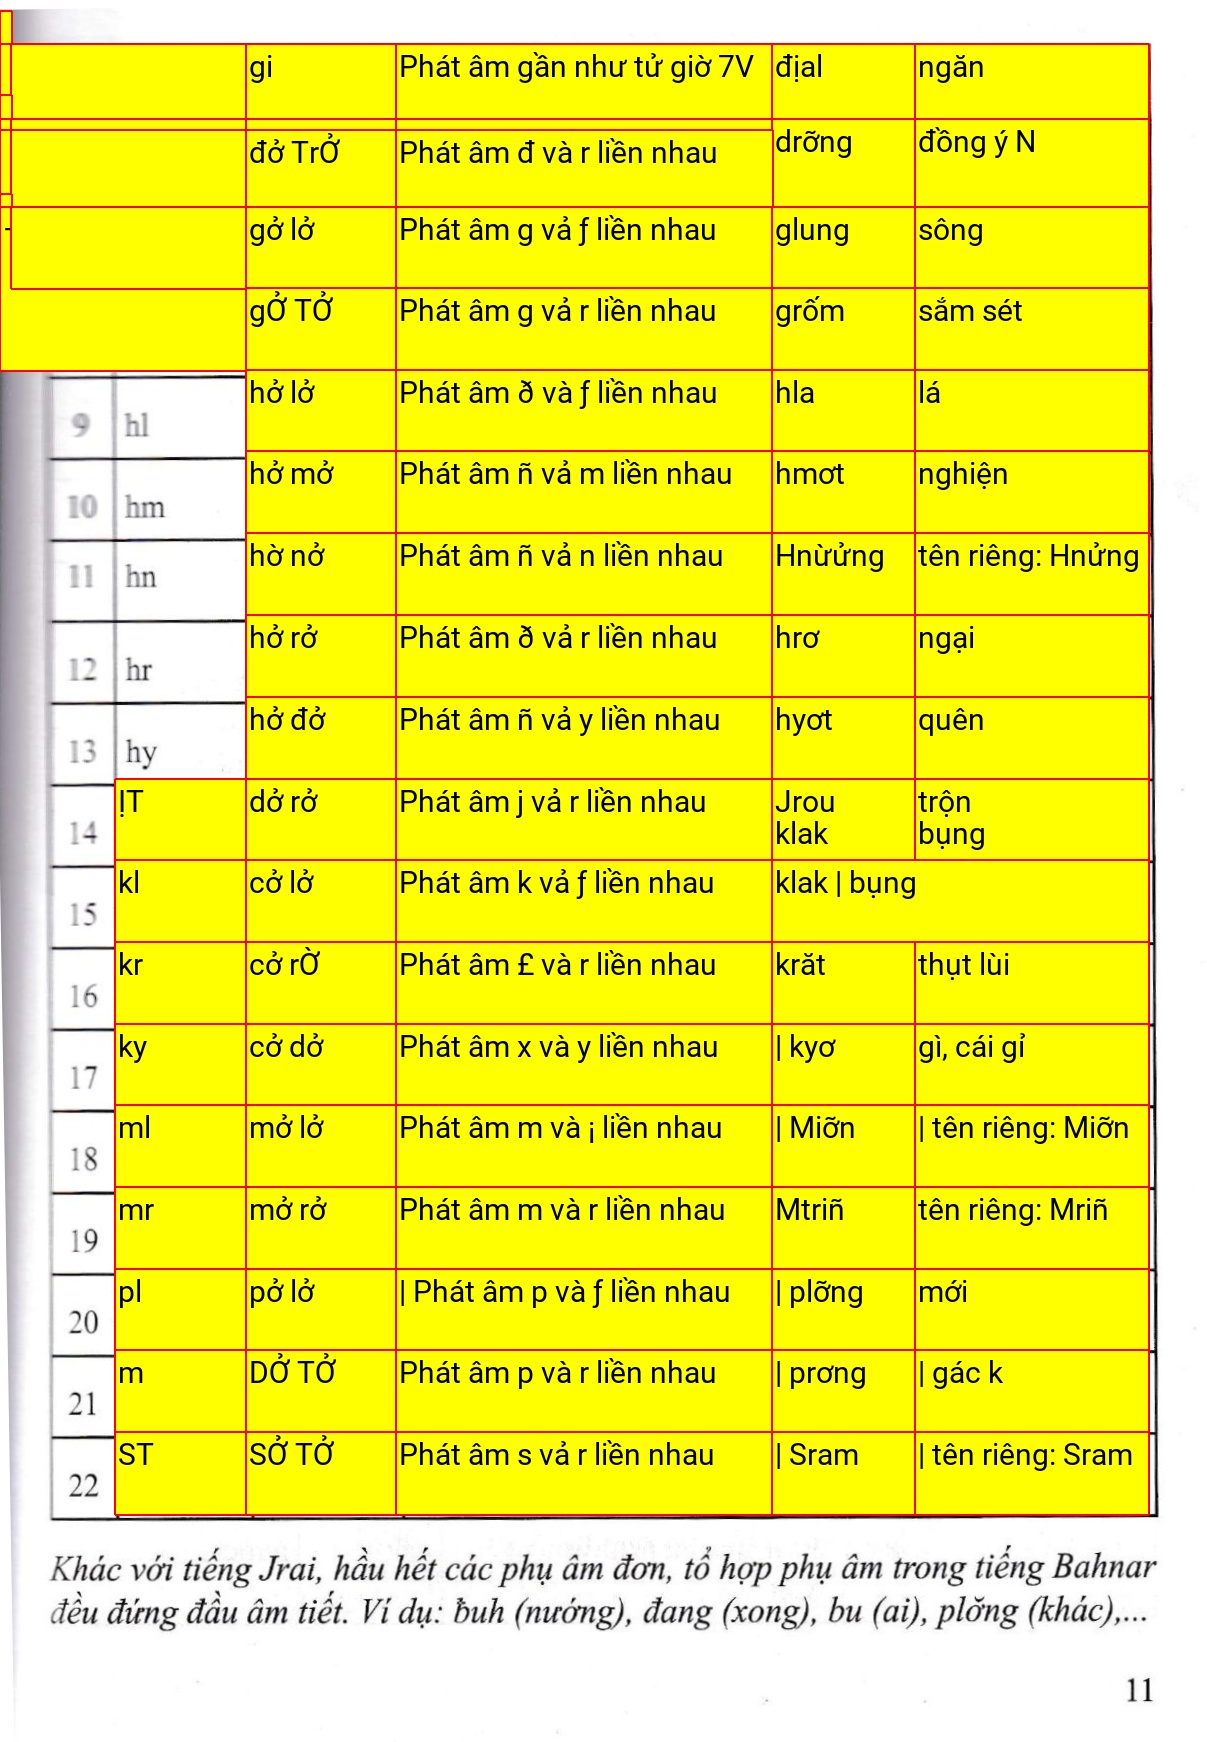 gi Phát âm gần như tử giờ 7V địal ngăn
đở TrỞ Phát âm đ và r liền nhau drỡng đồng ý N
- gở lở Phát âm g vả ƒ liền nhau glung sông
gỞ TỞ Phát âm g vả r liền nhau grốm sắm sét
9 hl hở lở Phát âm ð và ƒ liền nhau hla lá
10 hm hở mở Phát âm ñ vả m liền nhau hmơt nghiện
11 hn hờ nở Phát âm ñ vả n liền nhau Hnừửng tên riêng: Hnửng
12 hr hở rở Phát âm ð vả r liền nhau hrơ ngại
13 hy hở đở Phát âm ñ vả y liền nhau hyơt quên
14 ỊT dở rở Phát âm j vả r liền nhau Jrou trộn
klak bụng
15 kl cở lở Phát âm k vả ƒ liền nhau klak | bụng
16 kr cở rỜ Phát âm £ và r liền nhau krăt thụt lùi
17 ky cở dở Phát âm x và y liền nhau | kyơ gì, cái gỉ
18 ml mở lở Phát âm m và ¡ liền nhau | Miỡn | tên riêng: Miỡn
19 mr mở rở Phát âm m và r liền nhau Mtriñ tên riêng: Mriñ
20 pl pở lở | Phát âm p và ƒ liền nhau | plỡng mới
21 m DỞ TỞ Phát âm p và r liền nhau | prơng | gác k
22 ST SỞ TỞ Phát âm s vả r liền nhau | Sram | tên riêng: Sram
Khác với tiếng Jrai, hầu hết các phụ âm đơn, tổ hợp phụ âm trong tiếng Bahnar
đều đứng đầu âm tiết. Ví dụ: ƀuh (nướng), đang (xong), bu (ai), plơ̆ng (khác),...
11